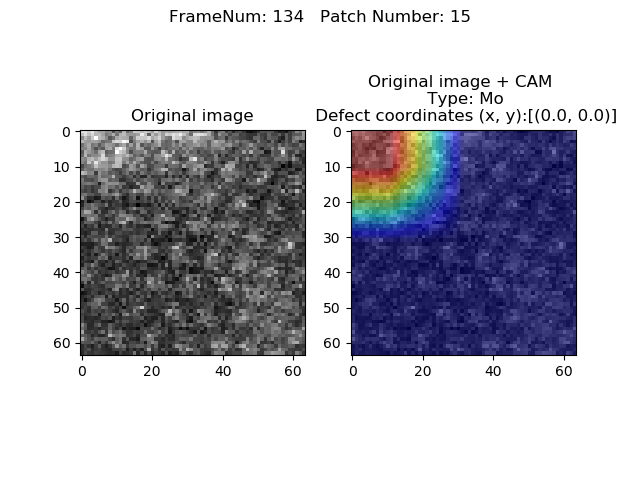 FrameNum: 134   Patch Number: 15
Original image
Original image + CAM
Type: Mo
Defect coordinates (x, y):[(0.0, 0.0)]
0
10
20
30
40
50
60
0 20 40 60
0
10
20
30
40
50
60
0 20 40 60